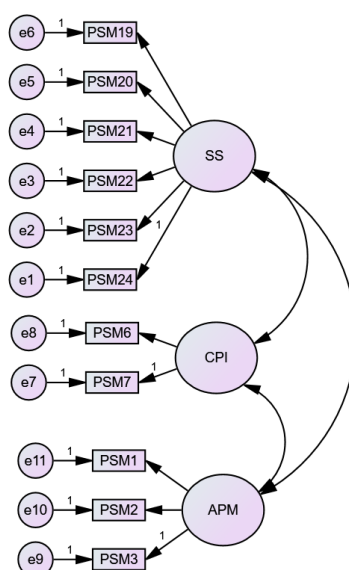 e6 1 PSM19
e5 1 PSM20
e4 1 PSM21
SS
e3 1 PSM22
e2 1 PSM23
1
e1 1 PSM24
e8 1 PSM6
CPI
e7 1 PSM7 1
e11 1 PSM1
e10 1 PSM2 APM
e9 1 PSM3 1